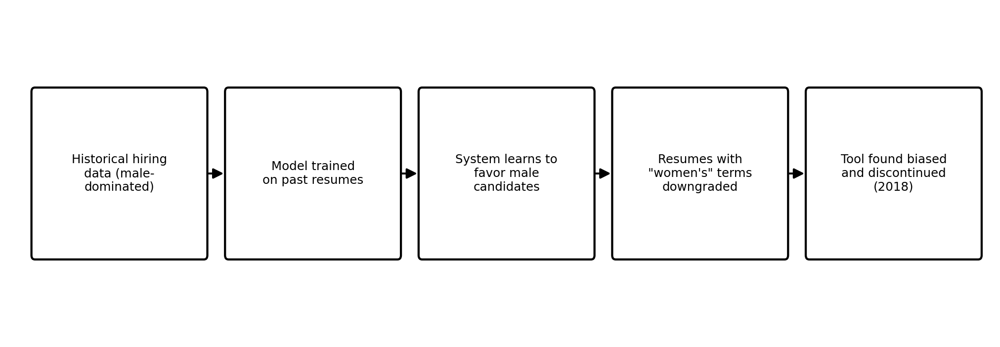 Historical hiring
data (male-
dominated)
Model trained
on past resumes
System learns to
favor male
candidates
Resumes with
"women's" terms
downgraded
Tool found biased
and discontinued
(2018)